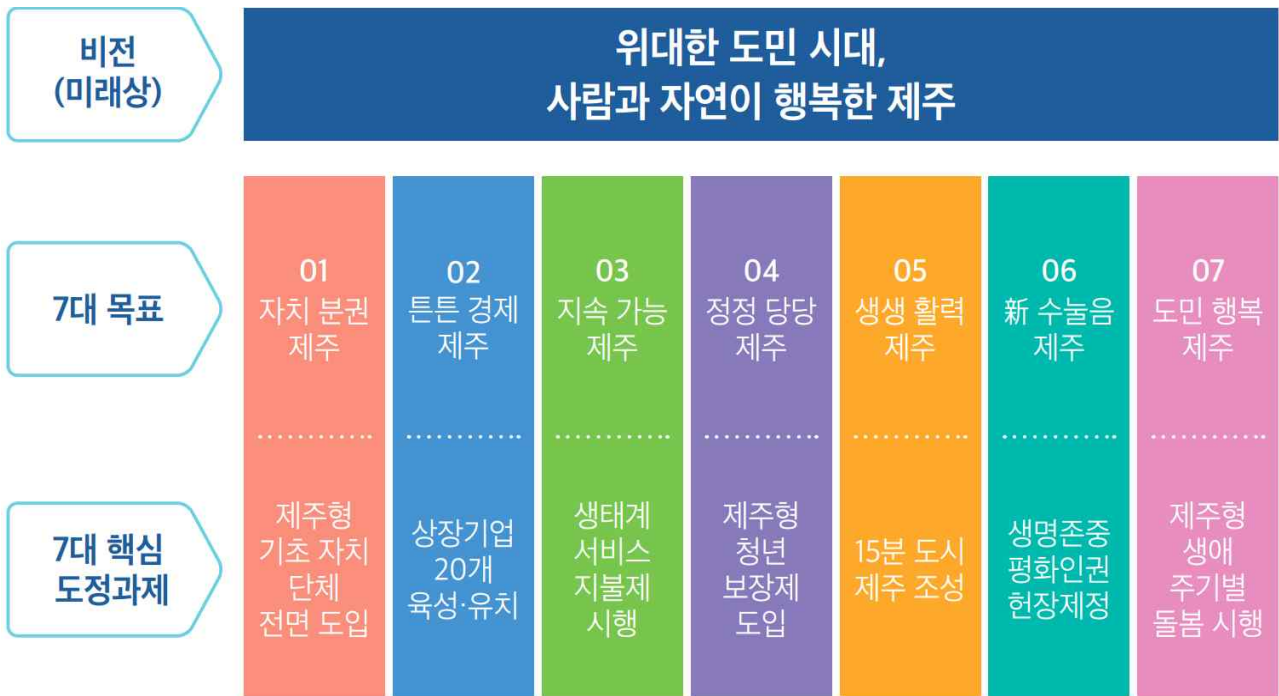 비전
(미래상)
위대한 도민 시대,
사람과 자연이 행복한 제주
7대 목표
01
자치 분권
제주
02
튼튼 경제
제주
03
지속 가능
제주
04
정정 당당
제주
05
생생 활력
제주
06
新 수눌음
제주
07
도민 행복
제주
7대 핵심
도정과제
제주형
기초 자치
단체
전면 도입
상장기업
20개
육성·유치
생태계
서비스
지불제
시행
제주형
청년
보장제
도입
15분 도시
제주 조성
생명존중
평화인권
헌장제정
제주형
생애
주기별
돌봄 시행